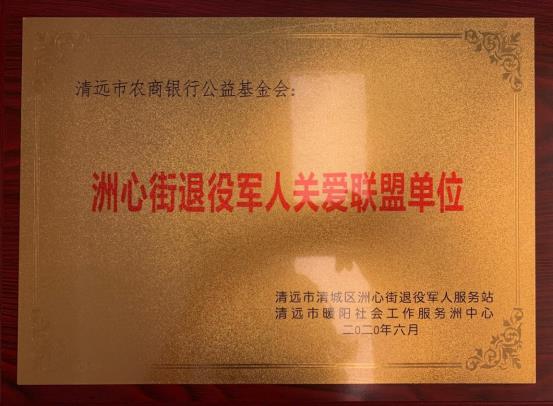 清远市农商银行公益基金会：
洲心街退役军人关爱联盟单位
清远市清城区洲心街退役军人服务站
清远市暖阳社会工作服务洲中心
二0二0年六月